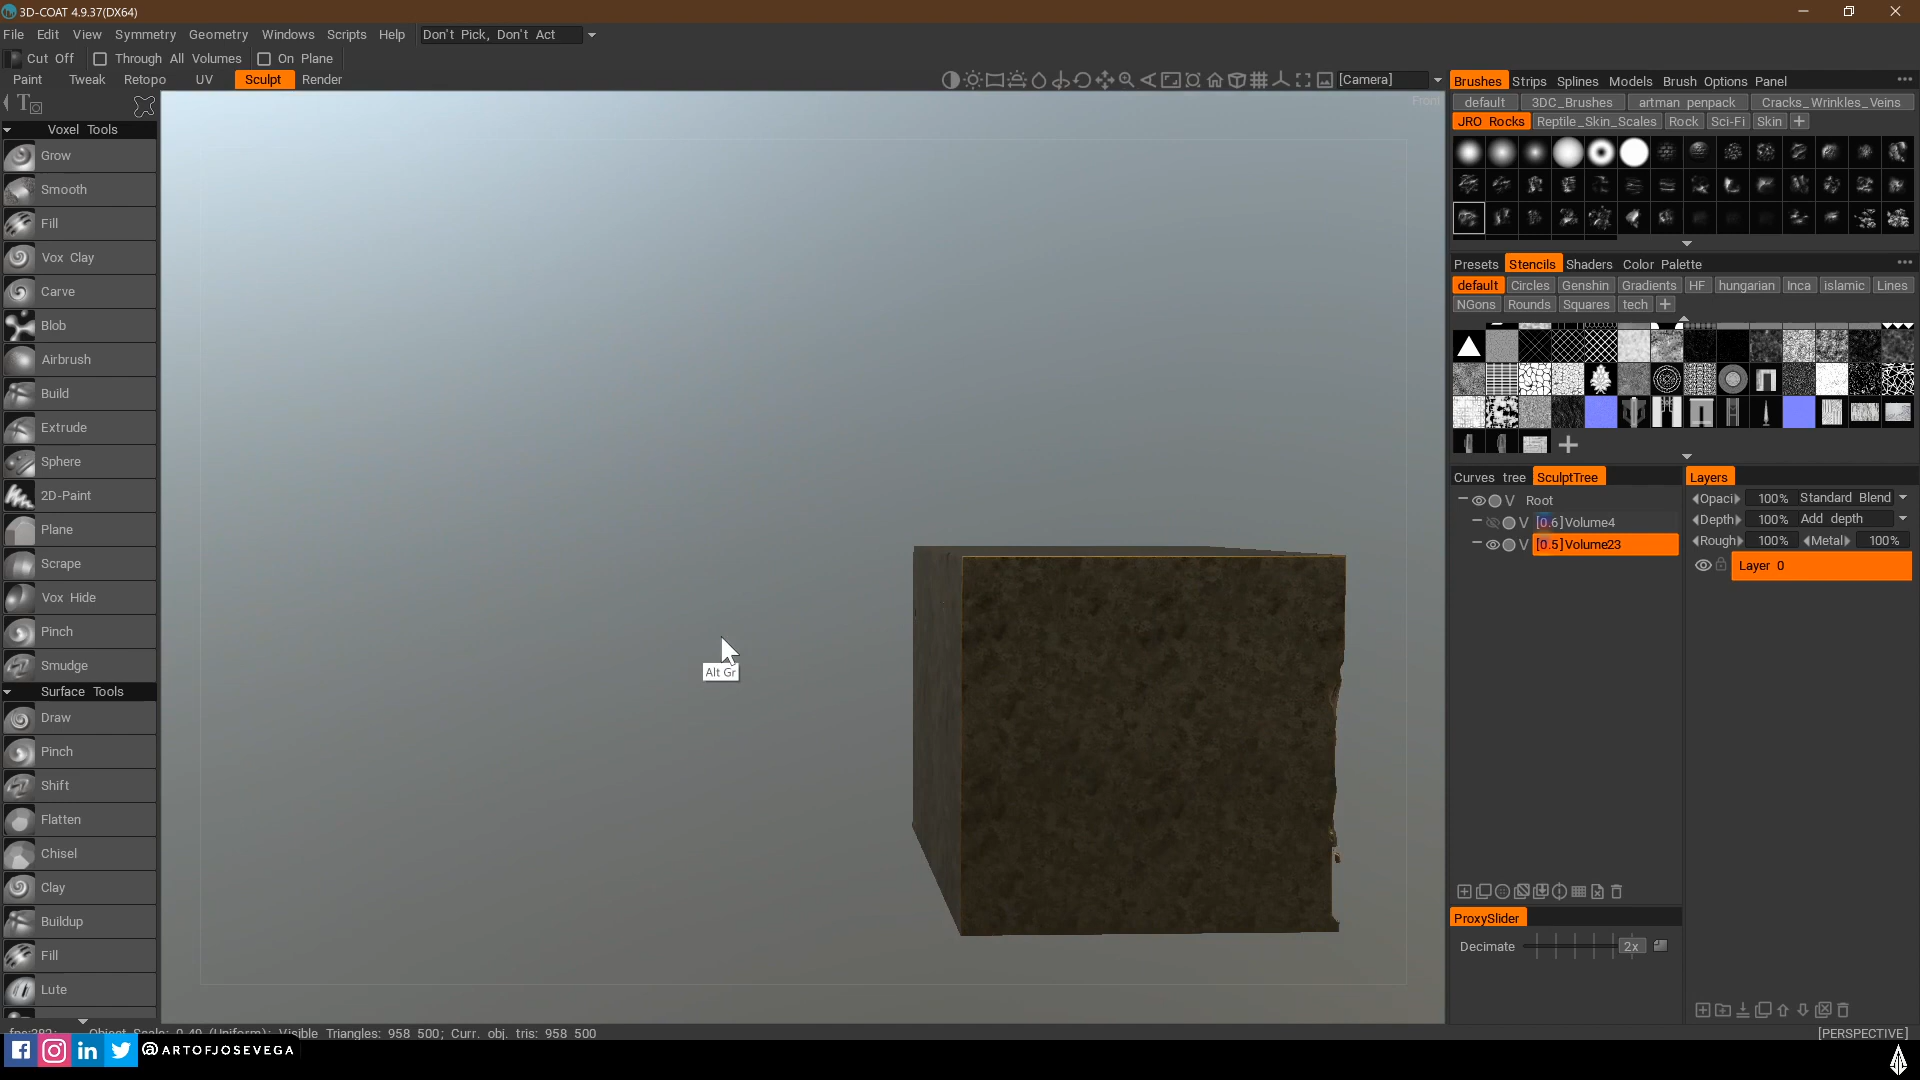 3D-COAT 4.9.37(DX64)
File Edit View Symmetry Geometry Windows Scripts Help Don't Pick, Don't Act
Cut Off Through All Volumes On Plane
Paint Tweak Retopo UV Sculpt Render [Camera]
Front
Voxel Tools
Grow
Smooth
Fill
Vox Clay
Carve
Blob
Airbrush
Build
Extrude
Sphere
2D-Paint
Plane
Scrape
Vox Hide
Pinch
Smudge
Surface Tools
Draw
Pinch
Shift
Flatten
Chisel
Clay
Buildup
Fill
Lute
Alt Gr
Brushes Strips Splines Models Brush Options Panel
default 3DC_Brushes artman penpack Cracks_Wrinkles_Veins
JRO Rocks Reptile_Skin_Scales Rock Sci-Fi Skin
Presets Stencils Shaders Color Palette
default Circles Genshin Gradients HF hungarian Inca islamic Lines
NGons Rounds Squares tech
Curves tree SculptTree
V Root
V [0.6]Volume4
V [0.5]Volume23
ProxySlider
Decimate 2x
Layers
Opaci 100% Standard Blend
Depth 100% Add depth
Rough 100% Metal 100%
Layer 0
Object Scale: 0.40 (Uniform); Visible Triangles: 958 500; Curr. obj. tris: 958 500
[PERSPECTIVE]
@ARTOFJOSEVEGA